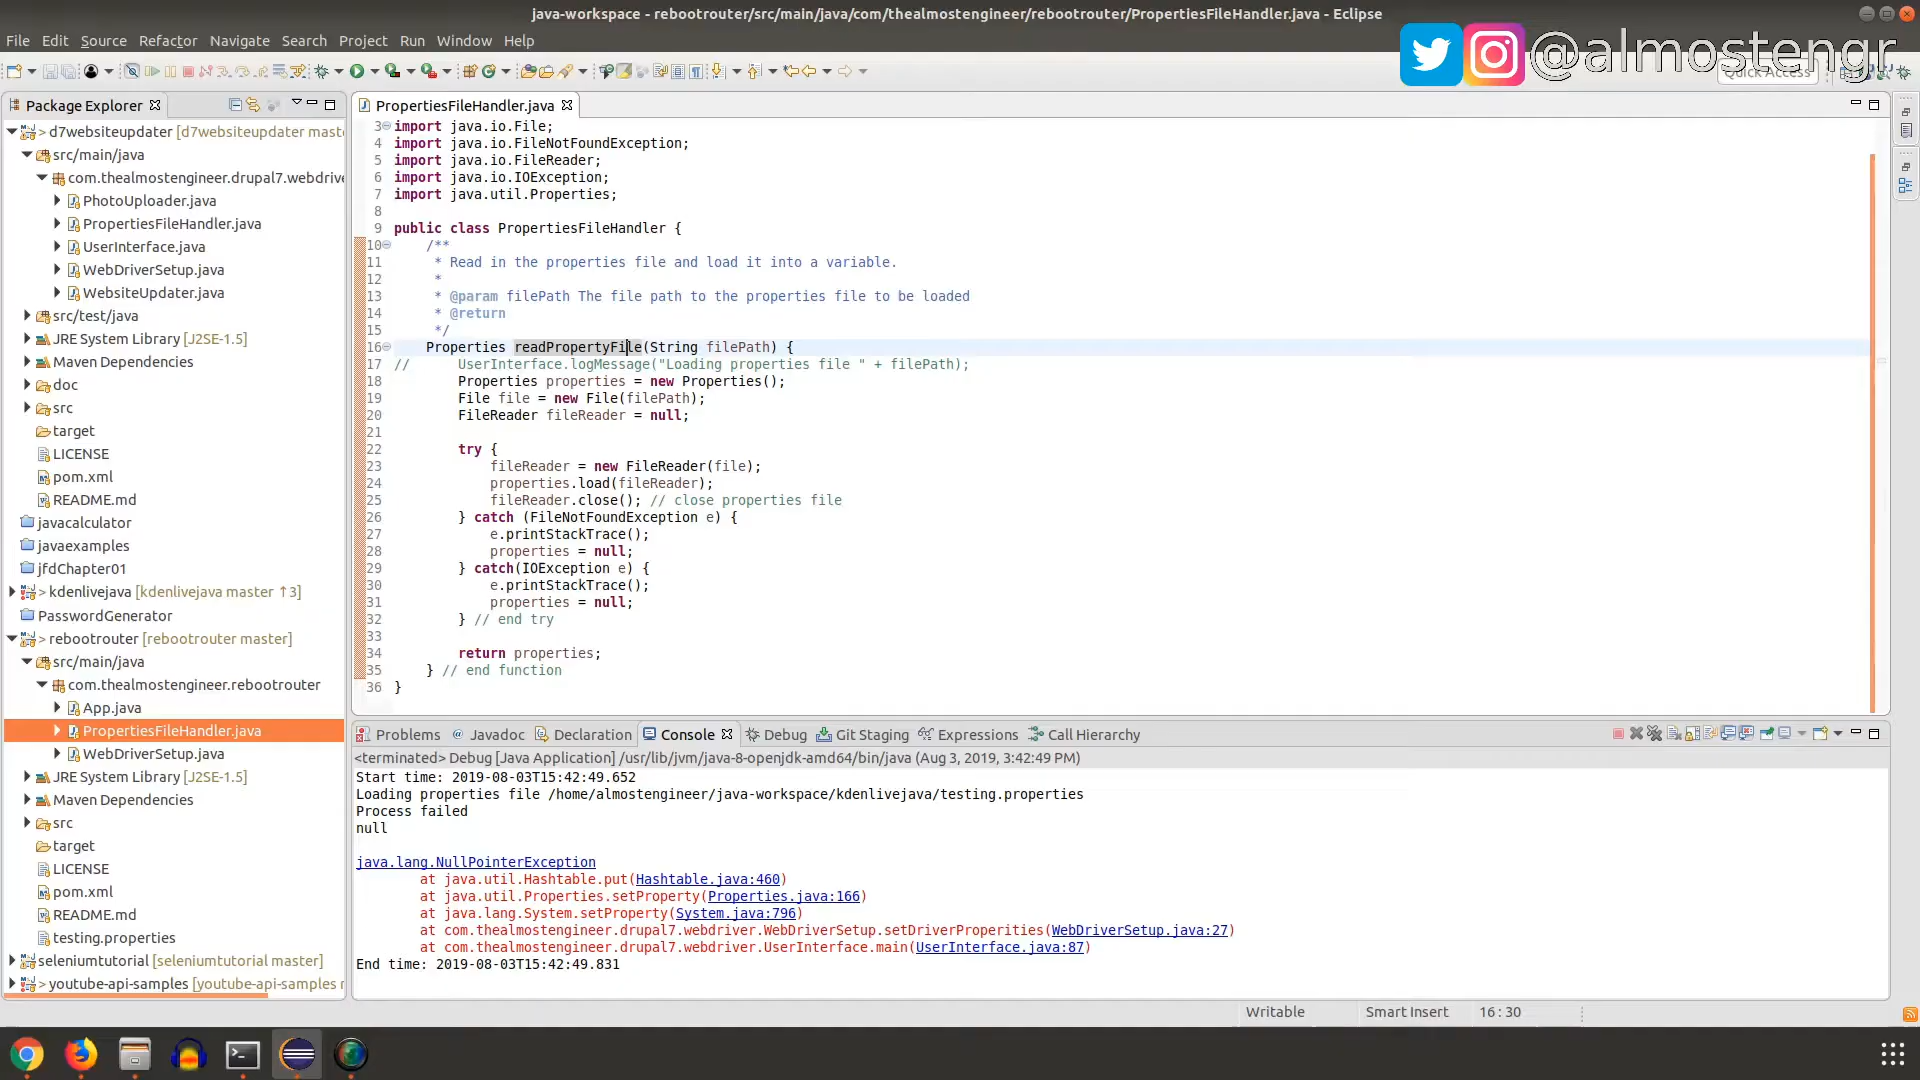 java-workspace - rebootrouter/src/main/java/com/thealmostengineer/rebootrouter/PropertiesFileHandler.java - Eclipse
File Edit Source Refactor Navigate Search Project Run Window Help
@almostengr
Quick Access
Package Explorer
> d7websiteupdater [d7websiteupdater mast
src/main/java
com.thealmostengineer.drupal7.webdrive
PhotoUploader.java
PropertiesFileHandler.java
UserInterface.java
WebDriverSetup.java
WebsiteUpdater.java
src/test/java
JRE System Library [J2SE-1.5]
Maven Dependencies
doc
src
target
LICENSE
pom.xml
README.md
javacalculator
javaexamples
jfdChapter01
> kdenlivejava [kdenlivejava master ↑3]
PasswordGenerator
> rebootrouter [rebootrouter master]
src/main/java
com.thealmostengineer.rebootrouter
App.java
PropertiesFileHandler.java
WebDriverSetup.java
JRE System Library [J2SE-1.5]
Maven Dependencies
src
target
LICENSE
pom.xml
README.md
testing.properties
seleniumtutorial [seleniumtutorial master]
> youtube-api-samples [youtube-api-samples r
PropertiesFileHandler.java
3 import java.io.File;
4 import java.io.FileNotFoundException;
5 import java.io.FileReader;
6 import java.io.IOException;
7 import java.util.Properties;
8
9 public class PropertiesFileHandler {
10 /**
11 * Read in the properties file and load it into a variable.
12 *
13 * @param filePath The file path to the properties file to be loaded
14 * @return
15 */
16 Properties readPropertyFile(String filePath) {
17 // UserInterface.logMessage("Loading properties file " + filePath);
18 Properties properties = new Properties();
19 File file = new File(filePath);
20 FileReader fileReader = null;
21
22 try {
23 fileReader = new FileReader(file);
24 properties.load(fileReader);
25 fileReader.close(); // close properties file
26 } catch (FileNotFoundException e) {
27 e.printStackTrace();
28 properties = null;
29 } catch(IOException e) {
30 e.printStackTrace();
31 properties = null;
32 } // end try
33
34 return properties;
35 } // end function
36 }
Problems @ Javadoc Declaration Console Debug Git Staging Expressions Call Hierarchy
<terminated> Debug [Java Application] /usr/lib/jvm/java-8-openjdk-amd64/bin/java (Aug 3, 2019, 3:42:49 PM)
Start time: 2019-08-03T15:42:49.652
Loading properties file /home/almostengineer/java-workspace/kdenlivejava/testing.properties
Process failed
null
java.lang.NullPointerException
at java.util.Hashtable.put(Hashtable.java:460)
at java.util.Properties.setProperty(Properties.java:166)
at java.lang.System.setProperty(System.java:796)
at com.thealmostengineer.drupal7.webdriver.WebDriverSetup.setDriverProperities(WebDriverSetup.java:27)
at com.thealmostengineer.drupal7.webdriver.UserInterface.main(UserInterface.java:87)
End time: 2019-08-03T15:42:49.831
Writable Smart Insert 16 : 30